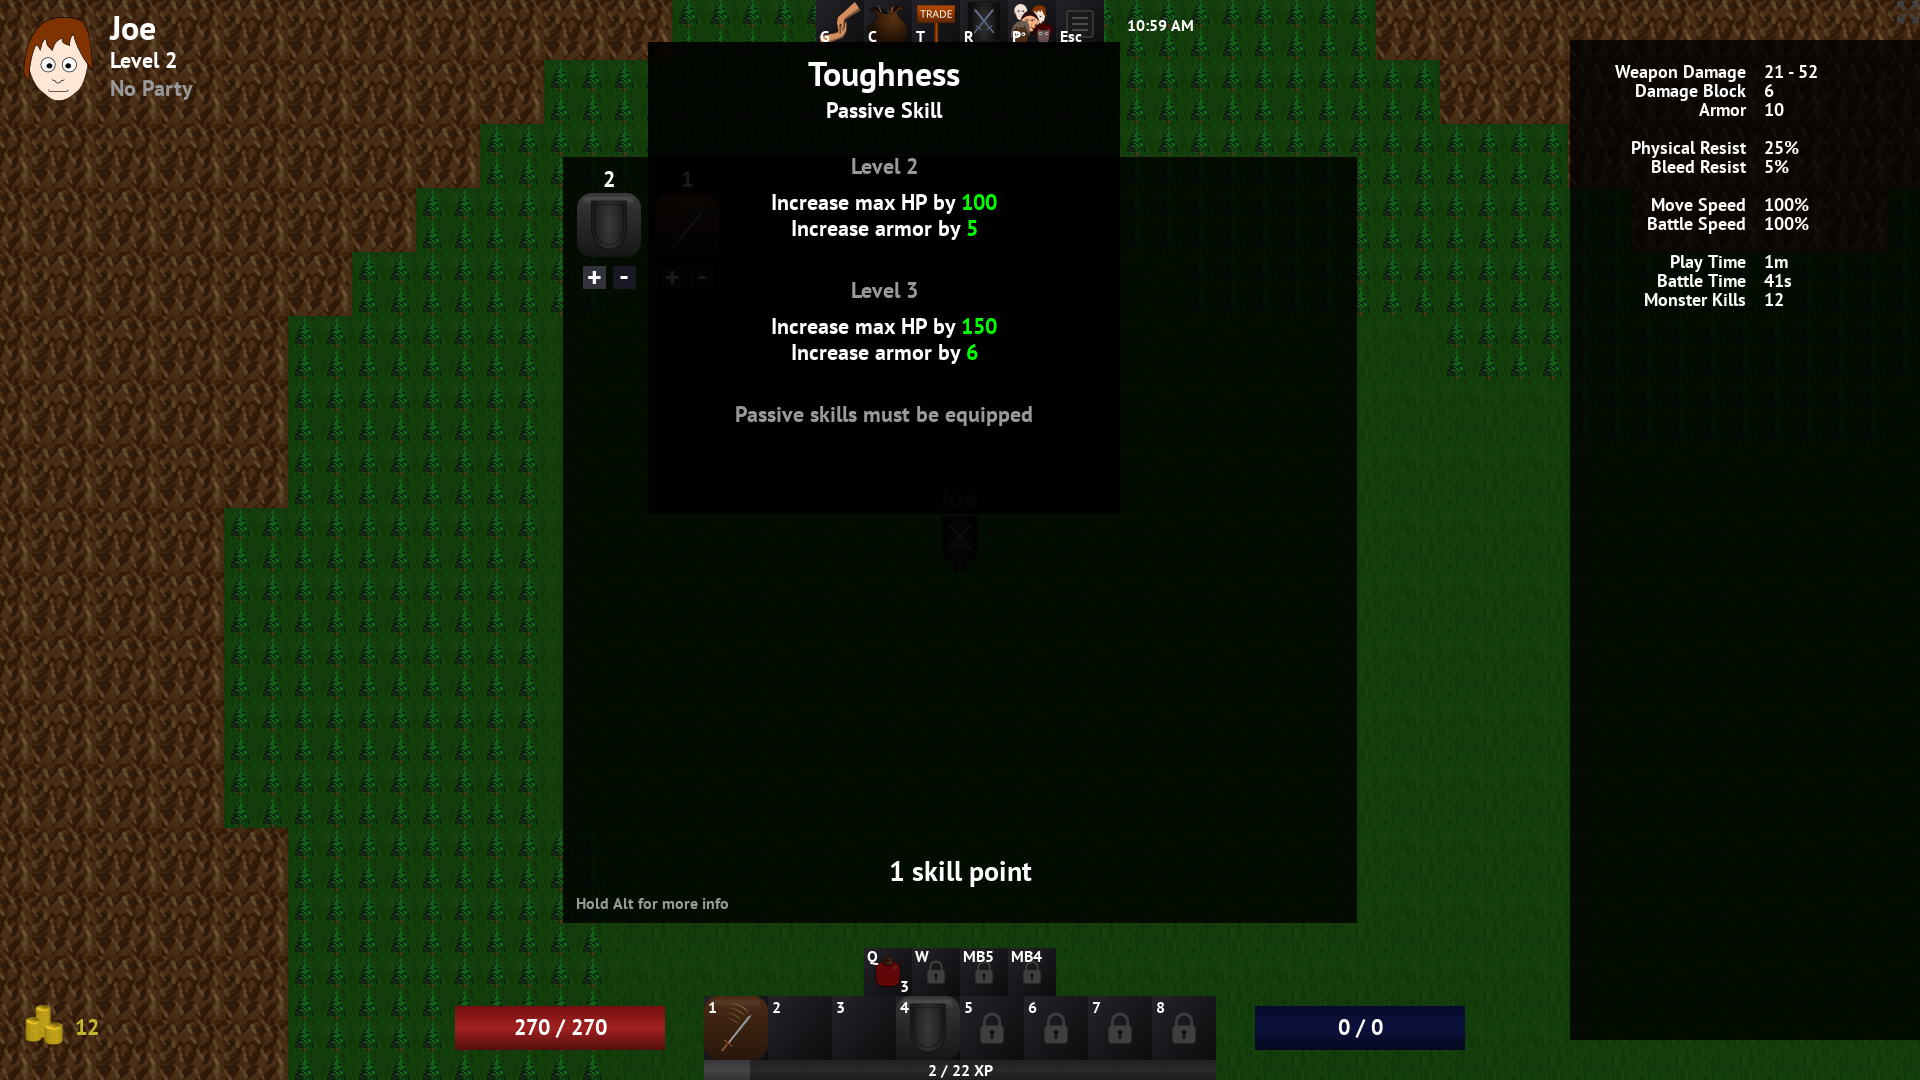 Joe
Level 2
No Party
G
C
TRADE
T
R
P
Esc
10:59 AM
Toughness
Passive Skill
Level 2
Increase max HP by 100
Increase armor by 5
Level 3
Increase max HP by 150
Increase armor by 6
Passive skills must be equipped
2
1
+ -
+ -
Joe
1 skill point
Hold Alt for more info
Weapon Damage 21 - 52
Damage Block 6
Armor 10
Physical Resist 25%
Bleed Resist 5%
Move Speed 100%
Battle Speed 100%
Play Time 1m
Battle Time 41s
Monster Kills 12
Q
3
W
MB5
MB4
12
270 / 270
1
2
3
4
5
6
7
8
0 / 0
2 / 22 XP